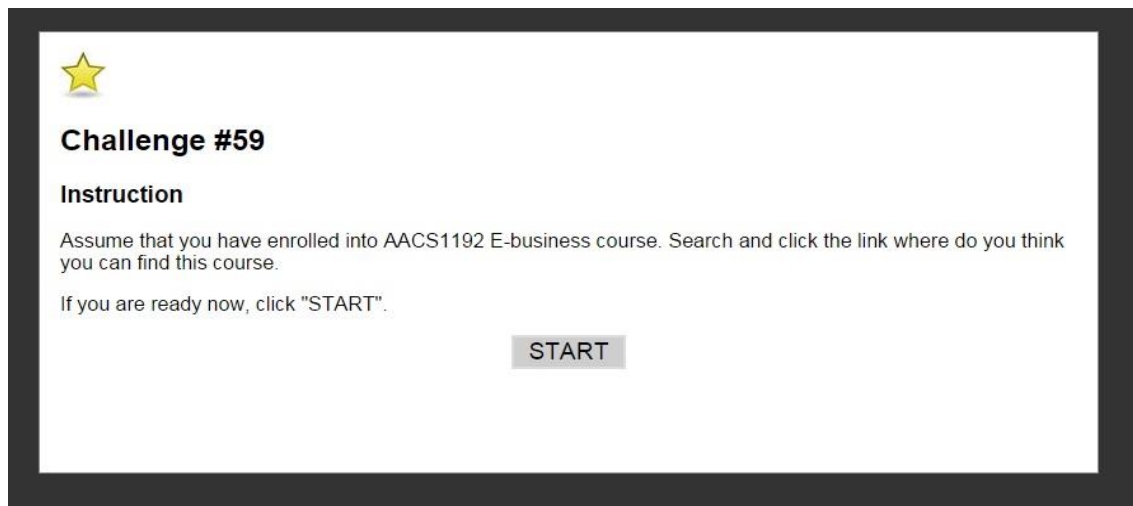 Challenge #59
Instruction
Assume that you have enrolled into AACS1192 E-business course. Search and click the link where do you think
you can find this course.
If you are ready now, click "START".
START